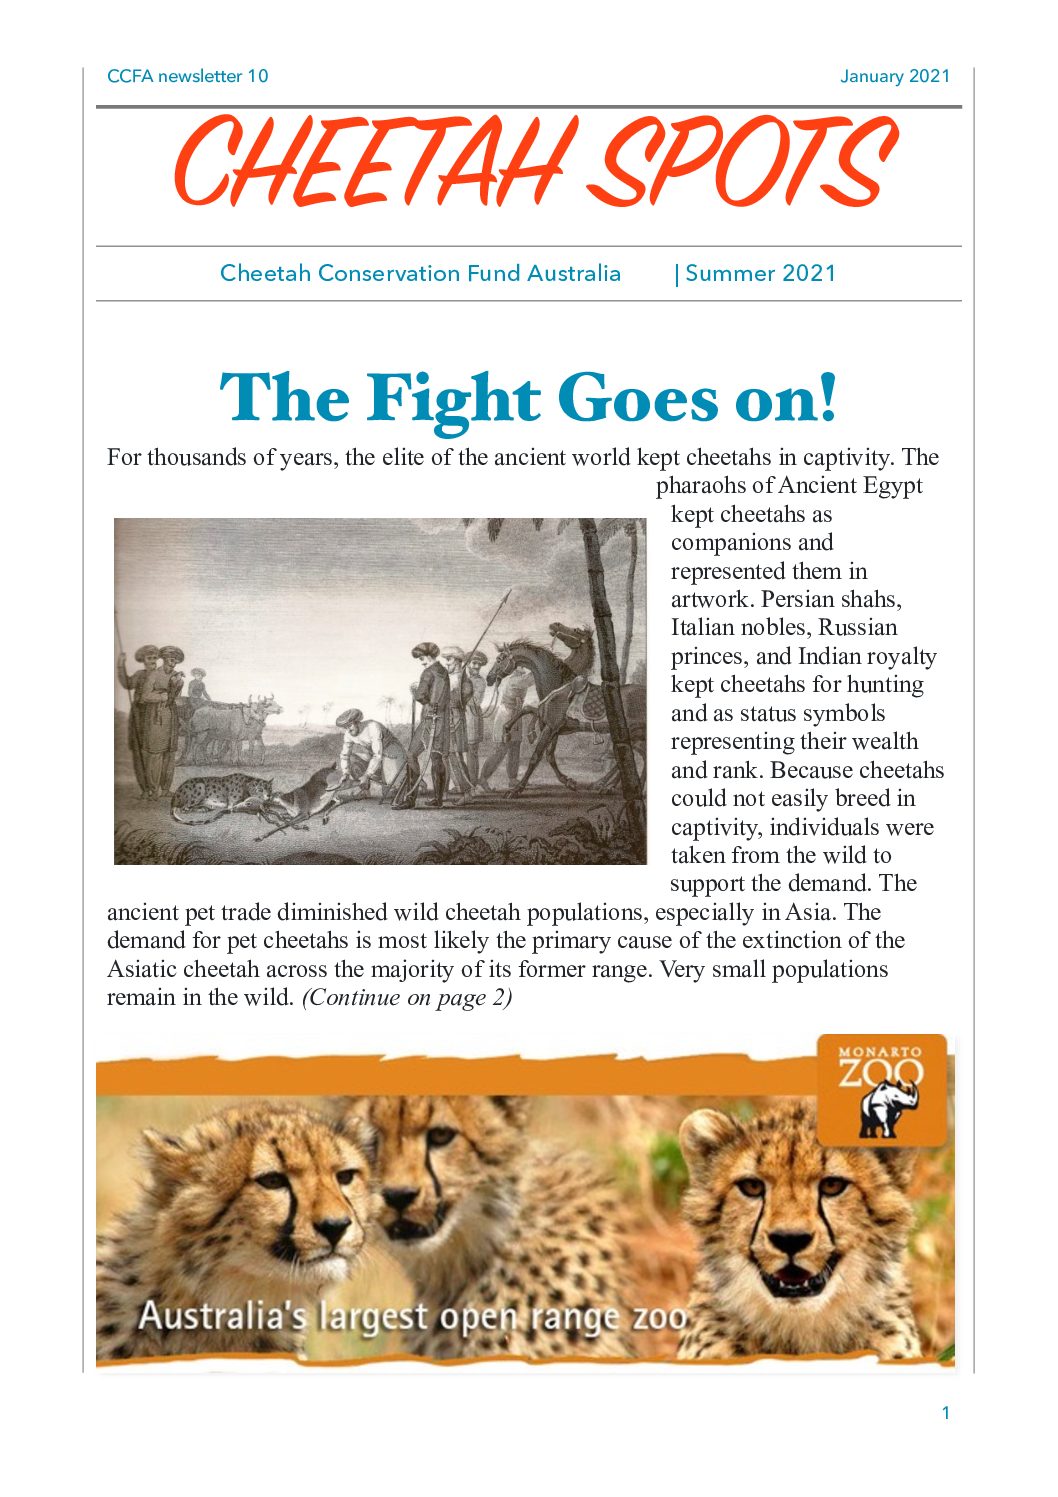 CCFA newsletter 10 January 2021
CHEETAH SPOTS
Cheetah Conservation Fund Australia | Summer 2021
The Fight Goes on!
For thousands of years, the elite of the ancient world kept cheetahs in captivity. The
pharaohs of Ancient Egypt
kept cheetahs as
companions and
represented them in
artwork. Persian shahs,
Italian nobles, Russian
princes, and Indian royalty
kept cheetahs for hunting
and as status symbols
representing their wealth
and rank. Because cheetahs
could not easily breed in
captivity, individuals were
taken from the wild to
support the demand. The
ancient pet trade diminished wild cheetah populations, especially in Asia. The
demand for pet cheetahs is most likely the primary cause of the extinction of the
Asiatic cheetah across the majority of its former range. Very small populations
remain in the wild. (Continue on page 2)
MONARTO
ZOO
Australia's largest open range zoo
1